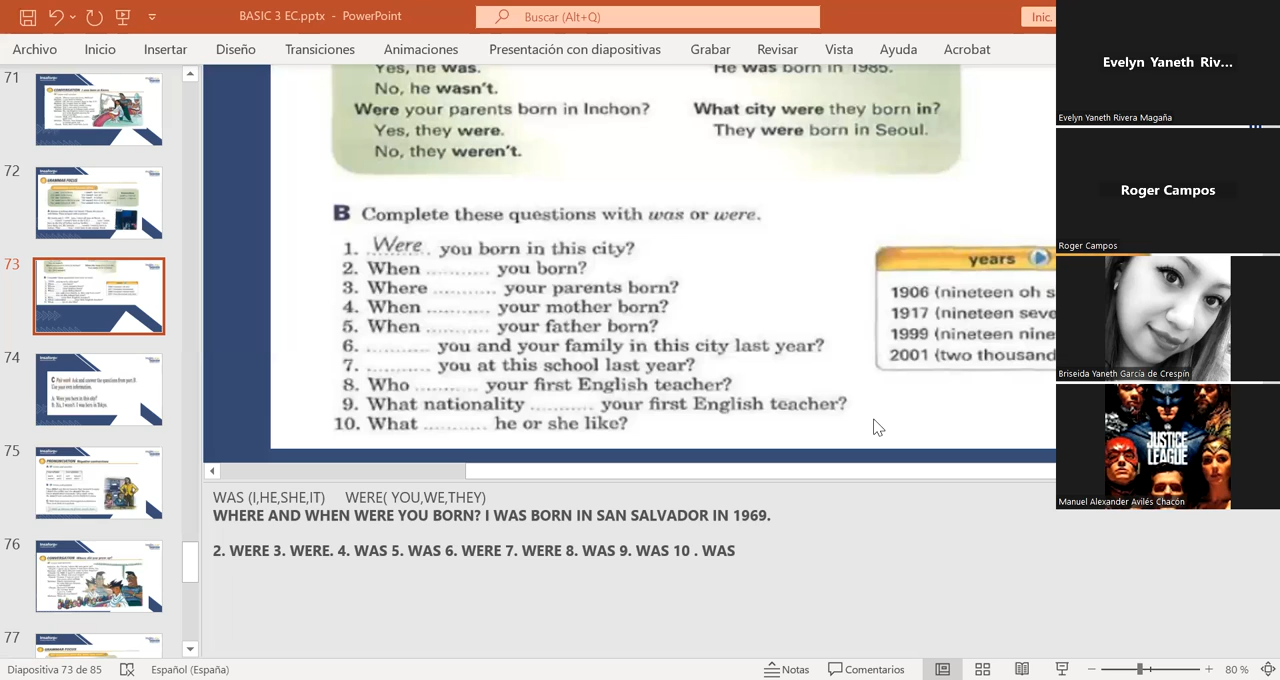 BASIC 3 EC.pptx - PowerPoint
Buscar (Alt+Q)
Inic.
Archivo Inicio Insertar Diseño Transiciones Animaciones Presentación con diapositivas Grabar Revisar Vista Ayuda Acrobat
71
72
73
74
75
76
77
Yes, he was.
No, he wasn't.
Were your parents born in Inchon?
Yes, they were.
No, they weren't.
He was born in 1985.
What city were they born in?
They were born in Seoul.
B Complete these questions with was or were.
1. Were you born in this city?
2. When .......... you born?
3. Where .......... your parents born?
4. When .......... your mother born?
5. When .......... your father born?
6. .......... you and your family in this city last year?
7. .......... you at this school last year?
8. Who .......... your first English teacher?
9. What nationality .......... your first English teacher?
10. What .......... he or she like?
years
1906 (nineteen oh s
1917 (nineteen seve
1999 (nineteen nine
2001 (two thousand
WAS (I,HE,SHE,IT) WERE( YOU,WE,THEY)
WHERE AND WHEN WERE YOU BORN? I WAS BORN IN SAN SALVADOR IN 1969.
2. WERE 3. WERE. 4. WAS 5. WAS 6. WERE 7. WERE 8. WAS 9. WAS 10 . WAS
Evelyn Yaneth Riv...
Evelyn Yaneth Rivera Magaña
Roger Campos
Roger Campos
Briseida Yaneth García de Crespin
JUSTICE
LEAGUE
Manuel Alexander Avilés Chacón
Diapositiva 73 de 85
Español (España)
Notas
Comentarios
80 %